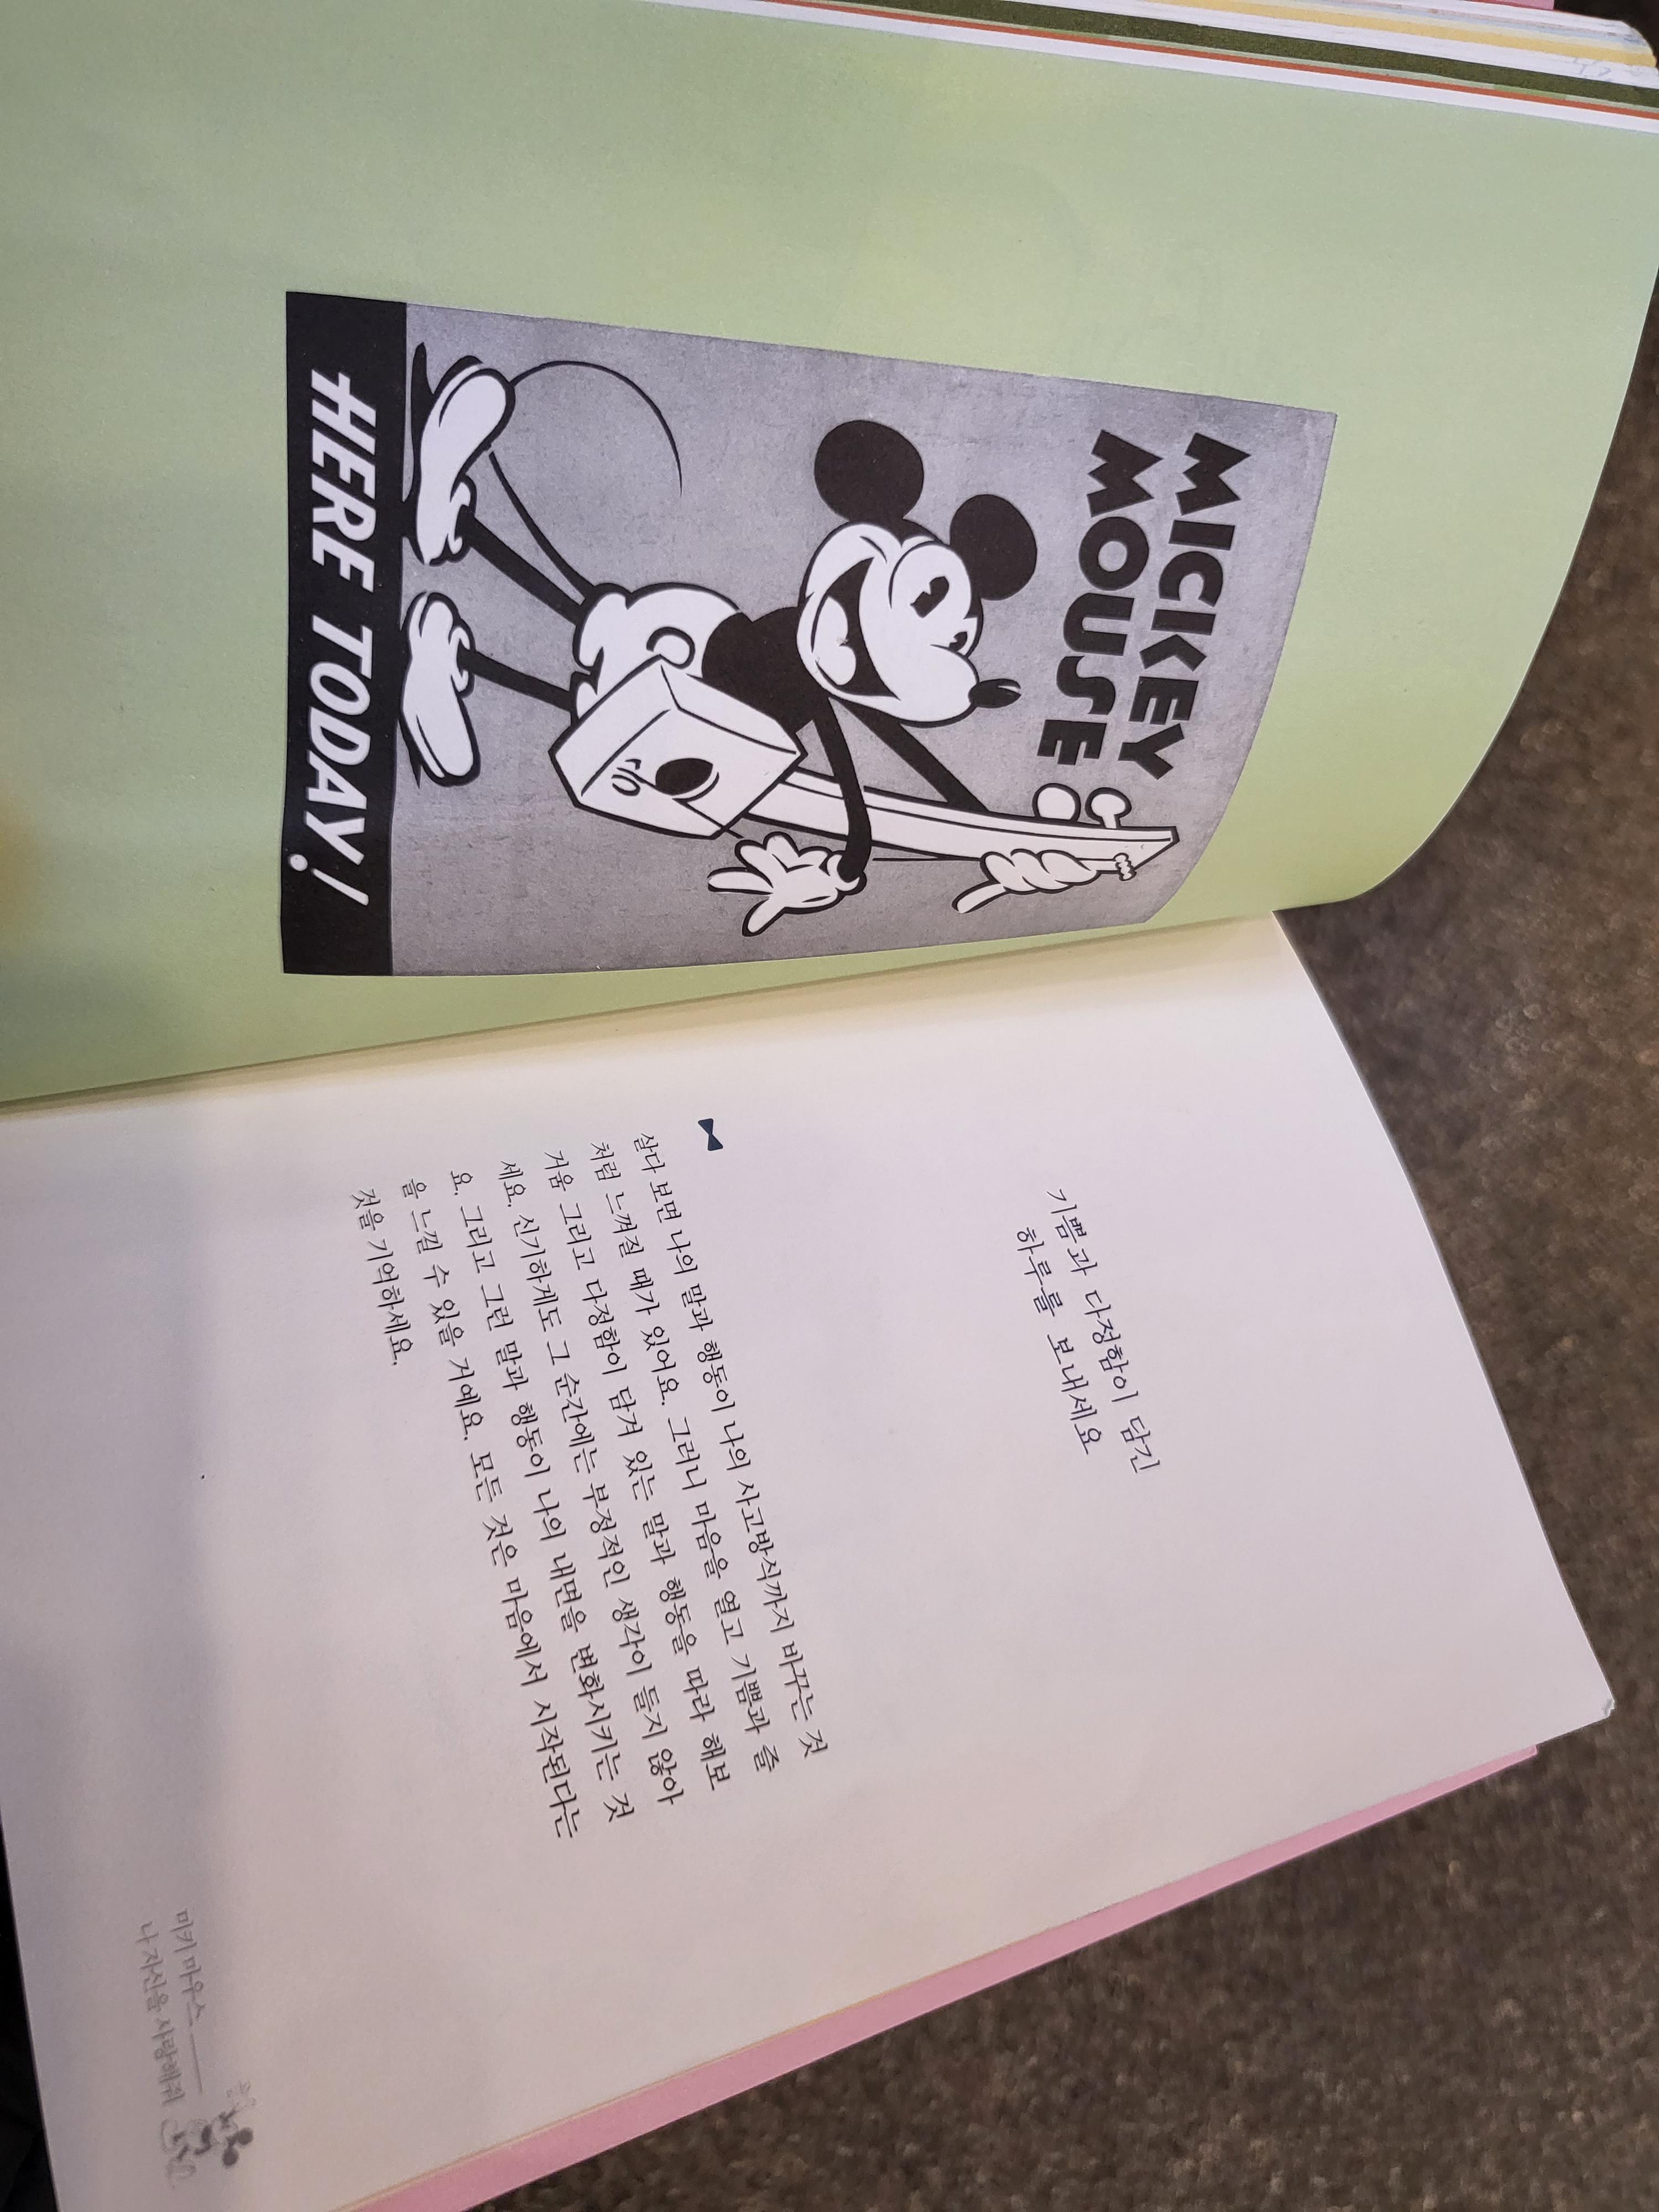 MICKEY
MOUSE
HERE TODAY!
기쁨과 다정함이 담긴
하루를 보내세요
살다 보면 나의 말과 행동이 나의 사고방식까지 바꾸는 것
처럼 느껴질 때가 있어요. 그러니 마음을 열고 기쁨과 즐
거움 그리고 다정함이 담겨 있는 말과 행동을 따라 해보
세요. 신기하게도 그 순간에는 부정적인 생각이 들지 않아
요. 그리고 그런 말과 행동이 나의 내면을 변화시키는 것
을 느낄 수 있을 거예요. 모든 것은 마음에서 시작된다는
것을 기억하세요.
미키 마우스
나 자신을 사랑해줘